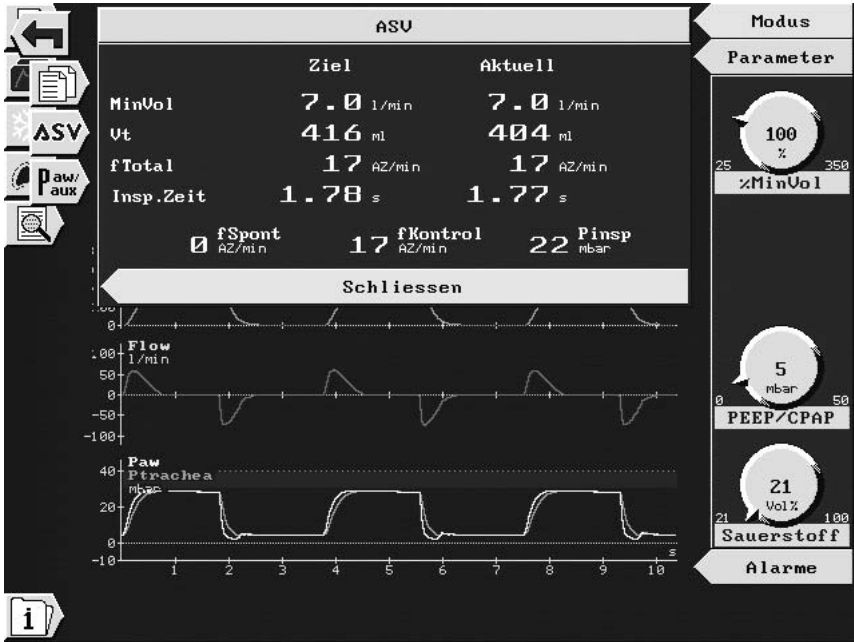 ASV
Modus
Parameter
Ziel Aktuell
MinVol 7.0 l/min 7.0 l/min
Vt 416 ml 404 ml
fTotal 17 AZ/min 17 AZ/min
Insp.Zeit 1.78 s 1.77 s
0 fSpont AZ/min 17 fKontrol AZ/min 22 Pinsp mbar
Schliessen
ASV
Paw/
aux
100
%
25 350
%MinVol
0
Flow
l/min
50
0
-50
-100
5
mbar
0 50
PEEP/CPAP
Paw
Ptrachea
mbar
40
20
0
-10
1 2 3 4 5 6 7 8 9 10
s
21
Vol%
21 100
Sauerstoff
Alarme
i